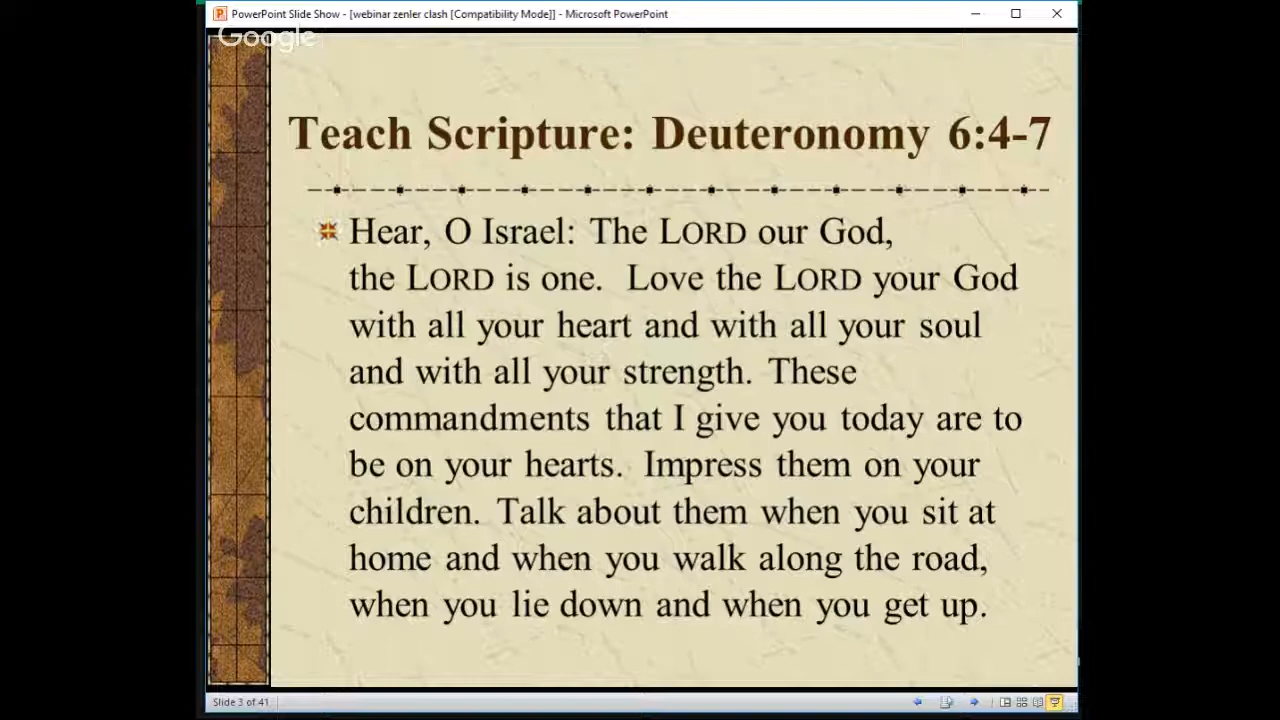 PowerPoint Slide Show - [webinar zenler clash [Compatibility Mode]] - Microsoft PowerPoint
Google
Teach Scripture: Deuteronomy 6:4-7
Hear, O Israel: The LORD our God,
the LORD is one. Love the LORD your God
with all your heart and with all your soul
and with all your strength. These
commandments that I give you today are to
be on your hearts. Impress them on your
children. Talk about them when you sit at
home and when you walk along the road,
when you lie down and when you get up.
Slide 3 of 41